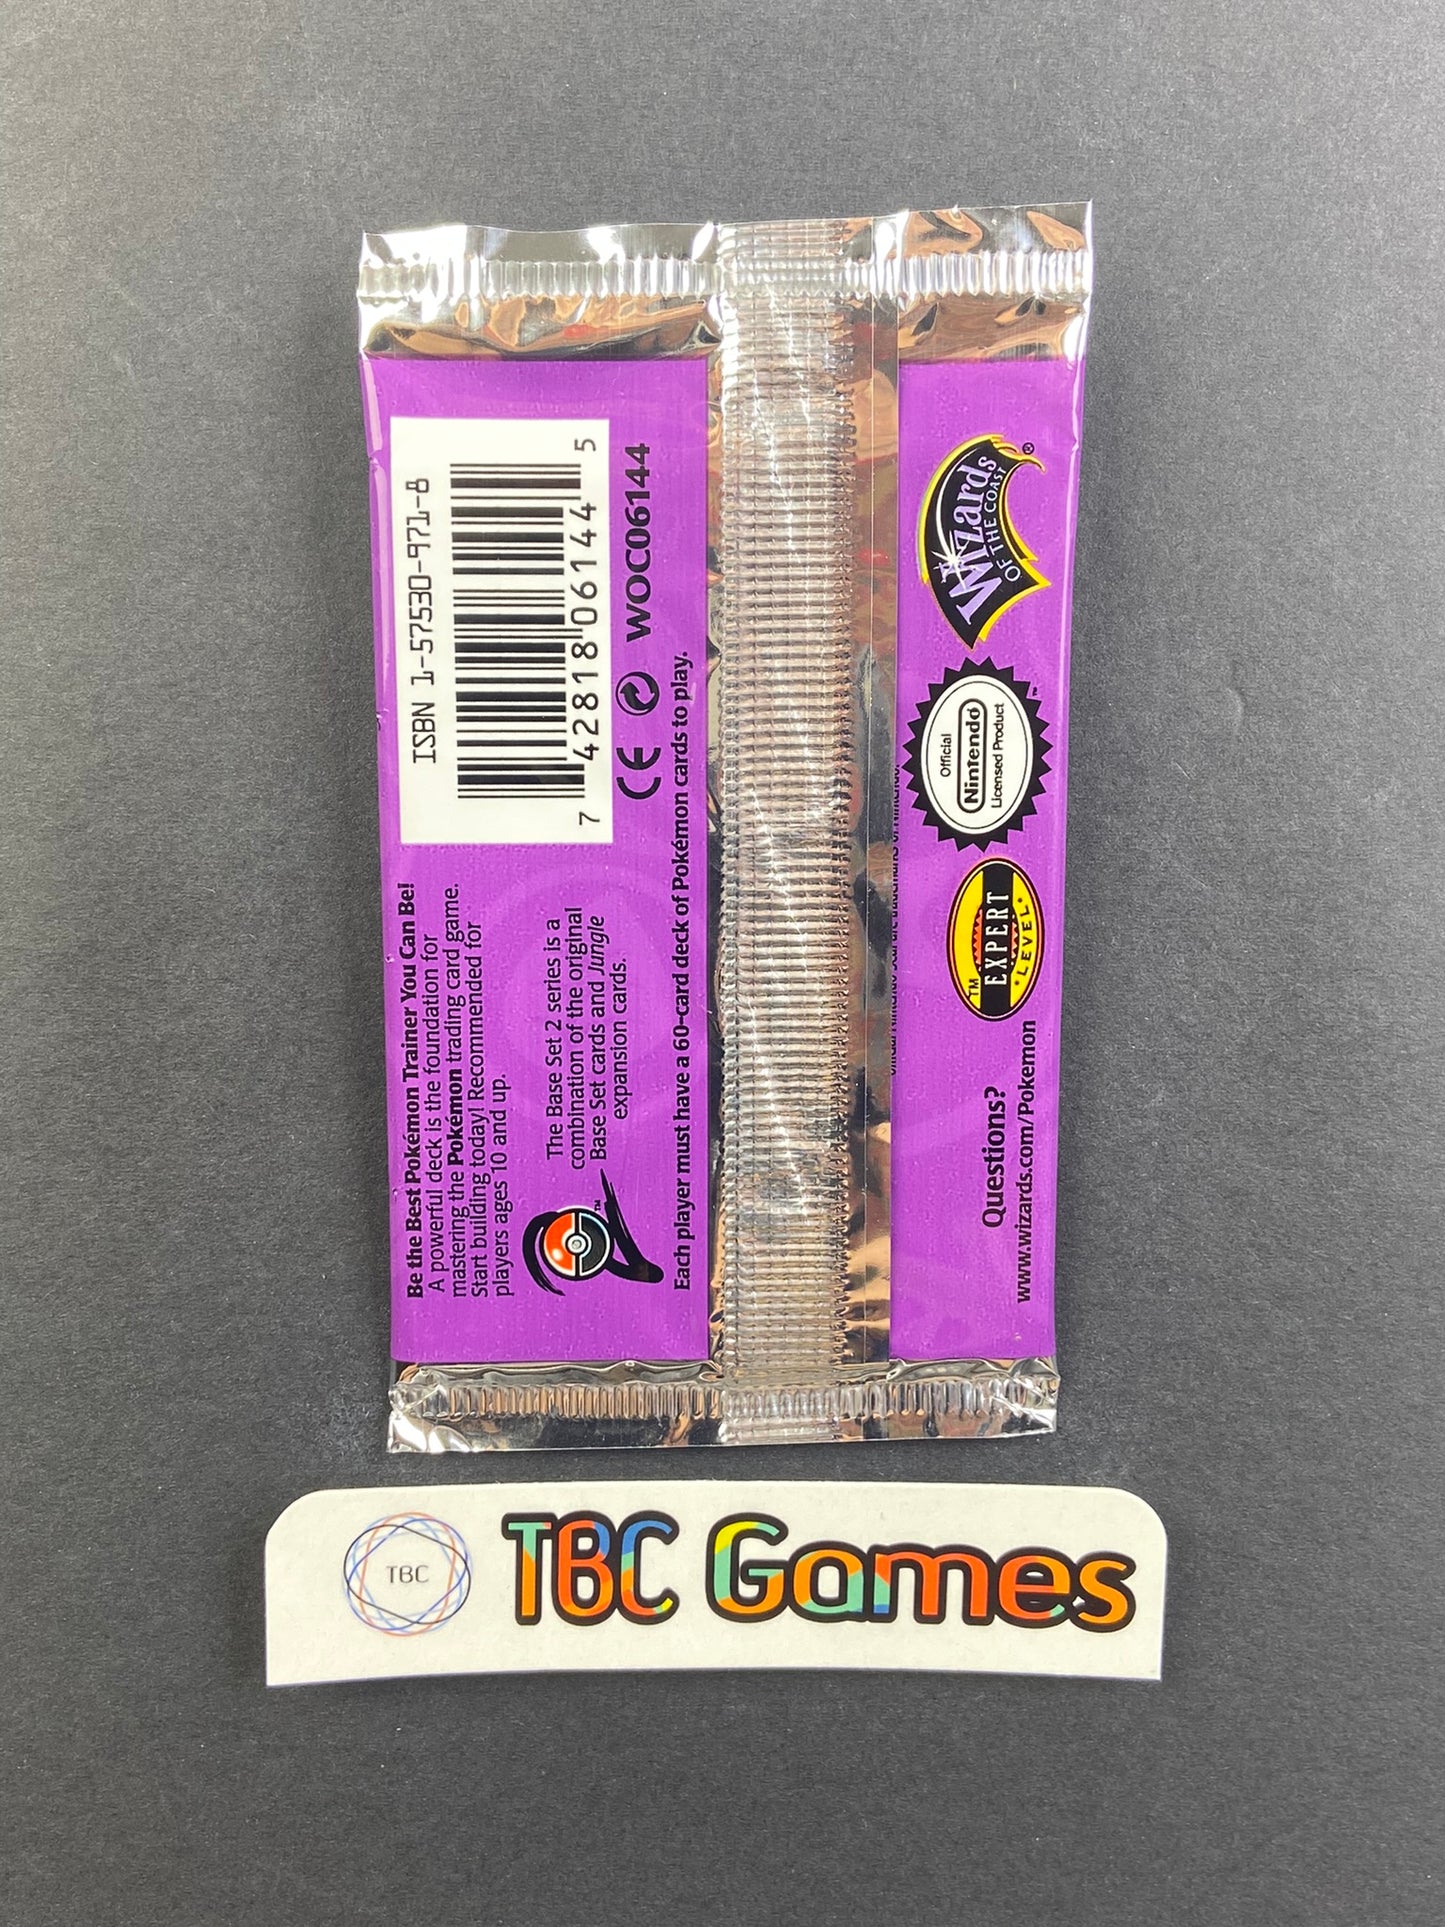 ISBN 1-57530-971-8
7 42818 06144 5
CE WOC06144
Be the Best Pokémon Trainer You Can Be!
A powerful deck is the foundation for
mastering the Pokémon trading card game.
Start building today! Recommended for
players ages 10 and up.
The Base Set 2 series is a
combination of the original
Base Set cards and Jungle
expansion cards.
TM
Each player must have a 60-card deck of Pokémon cards to play.
Wizards
OF THE COAST
®
Official
Nintendo
Licensed Product
TM
TM
EXPERT
LEVEL
Questions?
www.wizards.com/Pokemon
TBC
TBC Games